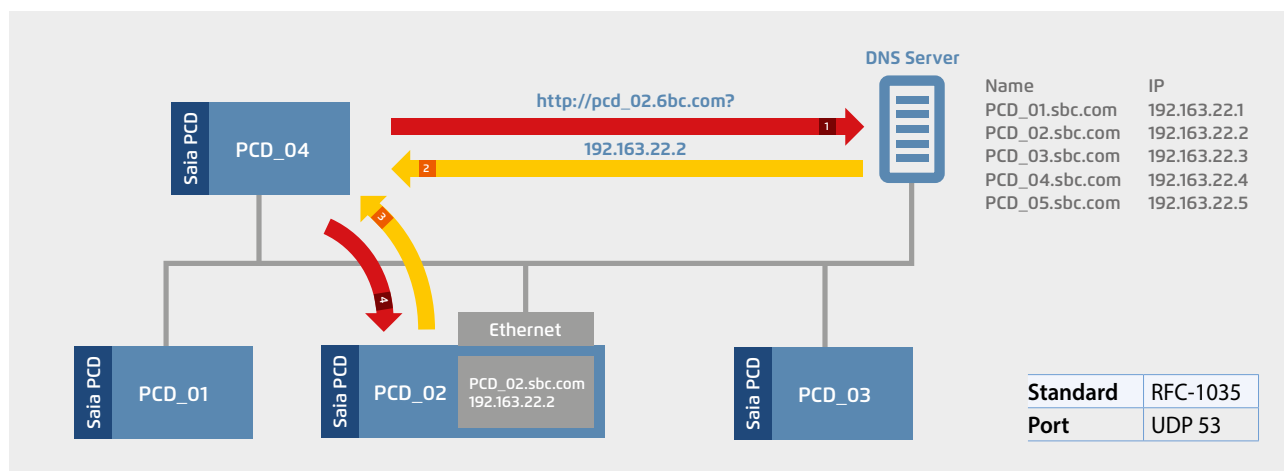 DNS Server
http://pcd_02.6bc.com?
1
192.163.22.2
2
Name IP
PCD_01.sbc.com 192.163.22.1
PCD_02.sbc.com 192.163.22.2
PCD_03.sbc.com 192.163.22.3
PCD_04.sbc.com 192.163.22.4
PCD_05.sbc.com 192.163.22.5
Saia PCD
PCD_04
3
4
Saia PCD
PCD_01
Saia PCD
PCD_02
Ethernet
PCD_02.sbc.com
192.163.22.2
Saia PCD
PCD_03
Standard RFC-1035
Port UDP 53